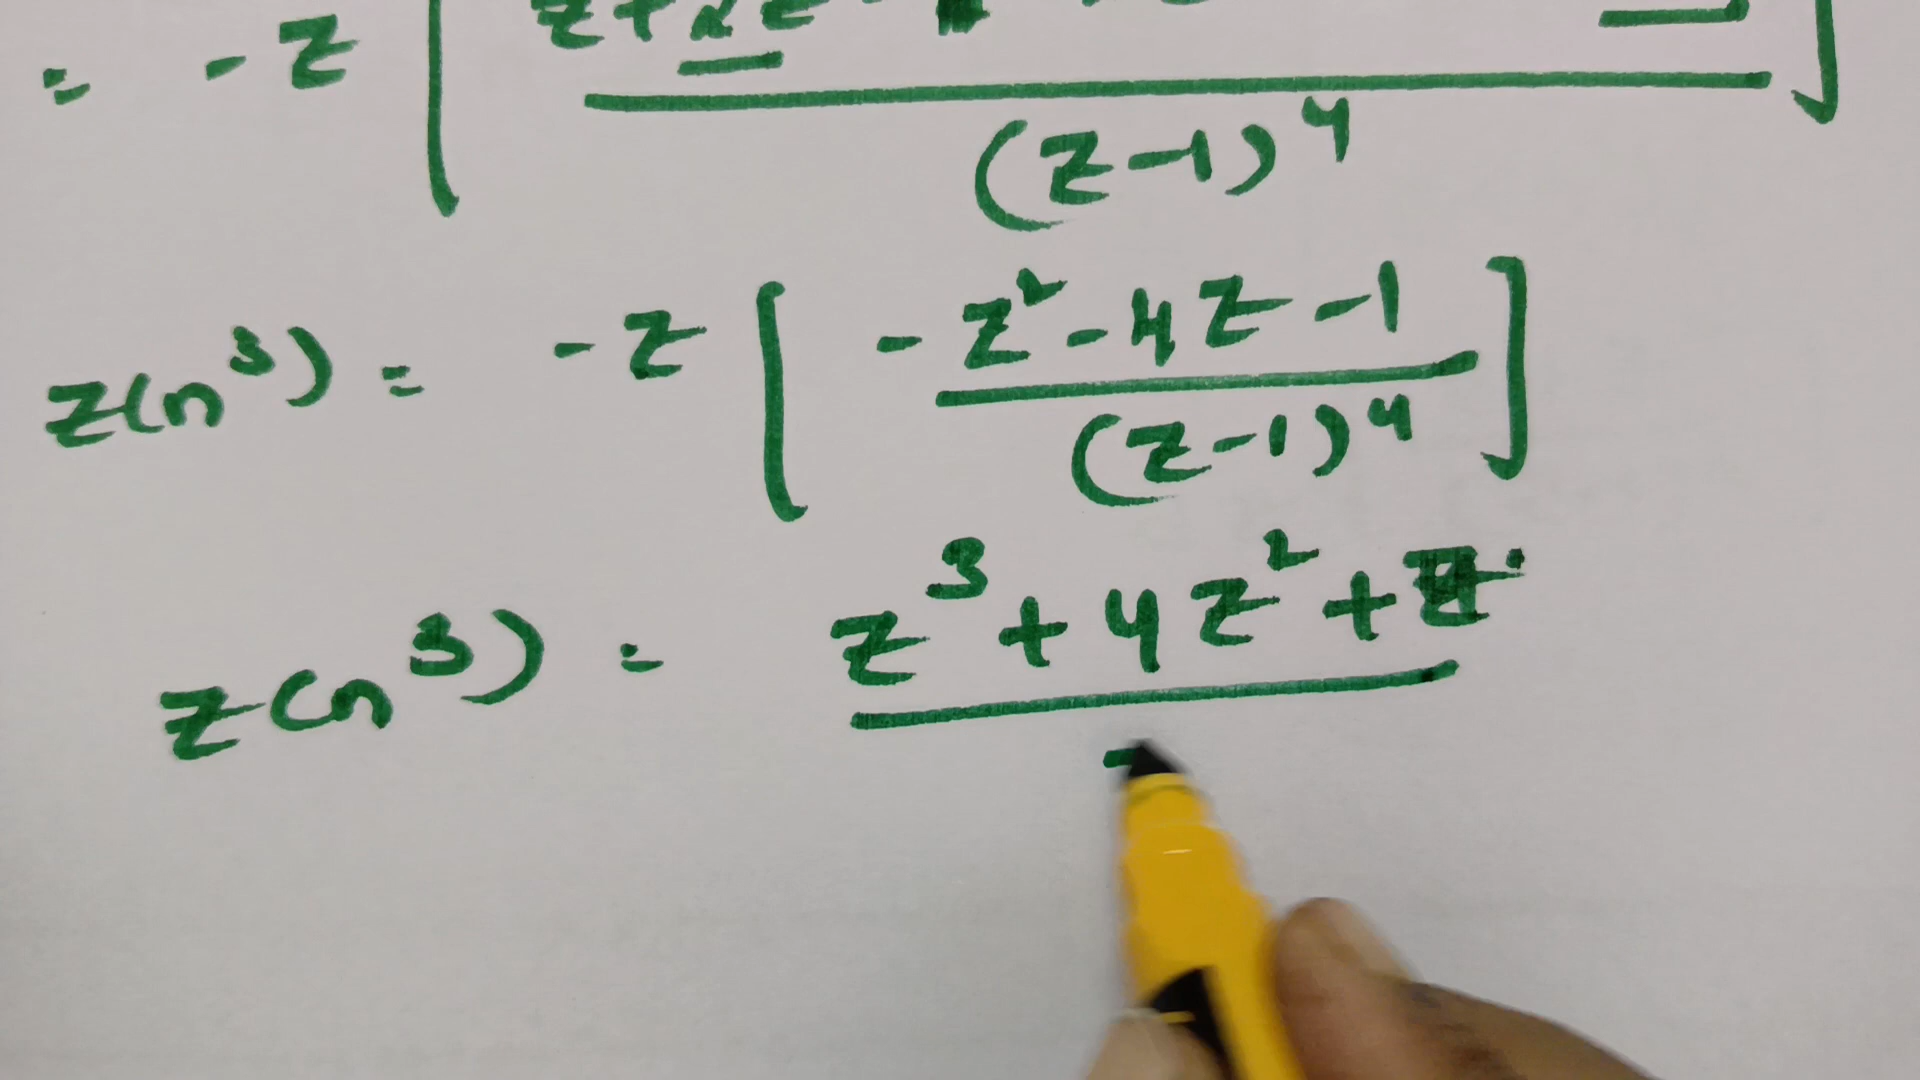 = -z [
(z-1)⁴ ]
z(n³) = -z [ -z² - 4z - 1
(z-1)⁴ ]
z(n³) = z³ + 4z² + z